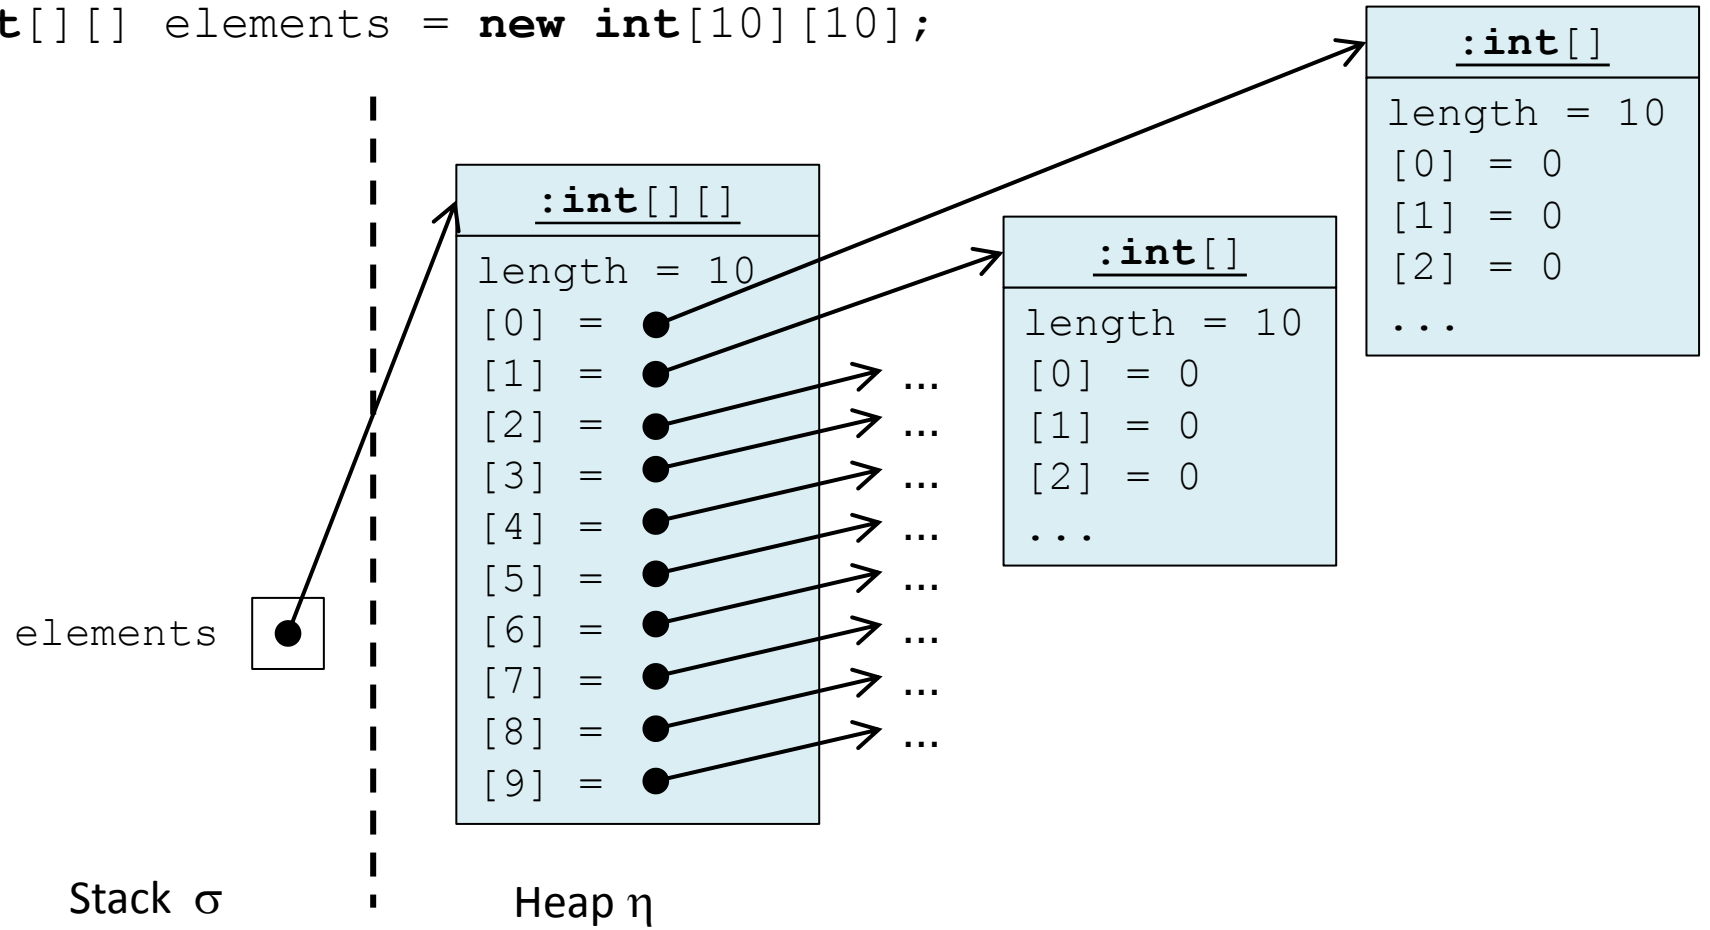 t[][] elements = new int[10][10];
:int[][]
length = 10
[0] =
[1] =
[2] =
[3] =
[4] =
[5] =
[6] =
[7] =
[8] =
[9] =
...
...
...
...
...
...
...
...
:int[]
length = 10
[0] = 0
[1] = 0
[2] = 0
...
:int[]
length = 10
[0] = 0
[1] = 0
[2] = 0
...
elements
Stack σ
Heap η